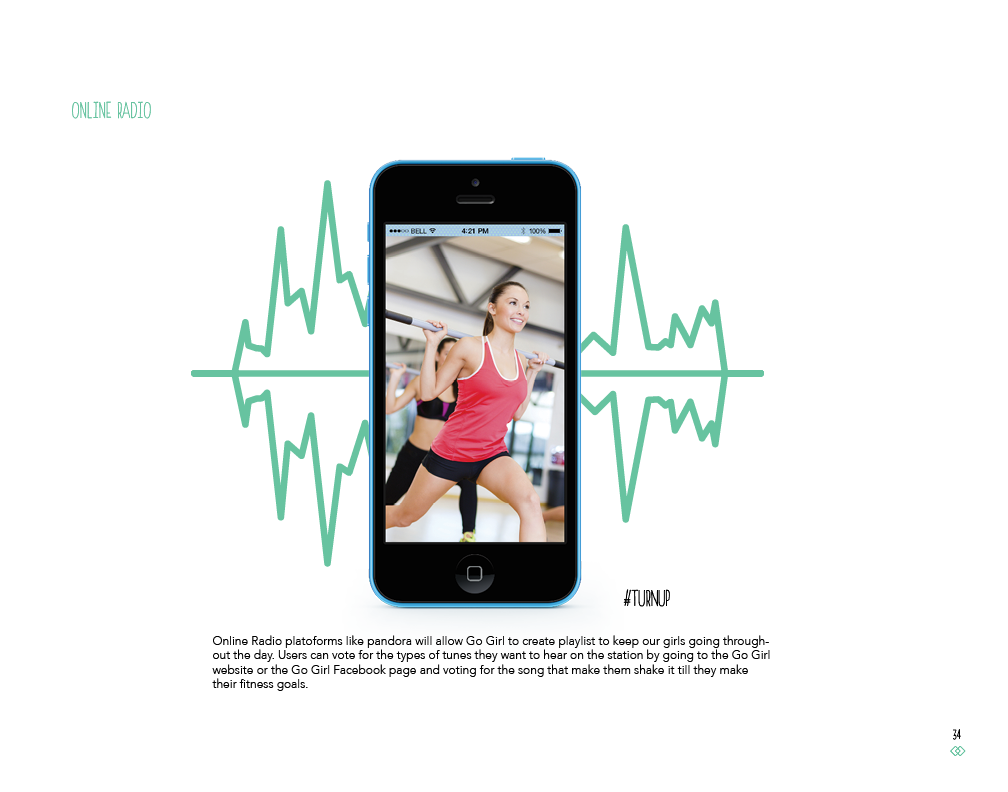 ONLINE RADIO
BELL 4:21 PM 100%
#TURNUP
Online Radio platoforms like pandora will allow Go Girl to create playlist to keep our girls going through-
out the day. Users can vote for the types of tunes they want to hear on the station by going to the Go Girl
website or the Go Girl Facebook page and voting for the song that make them shake it till they make
their fitness goals.
34